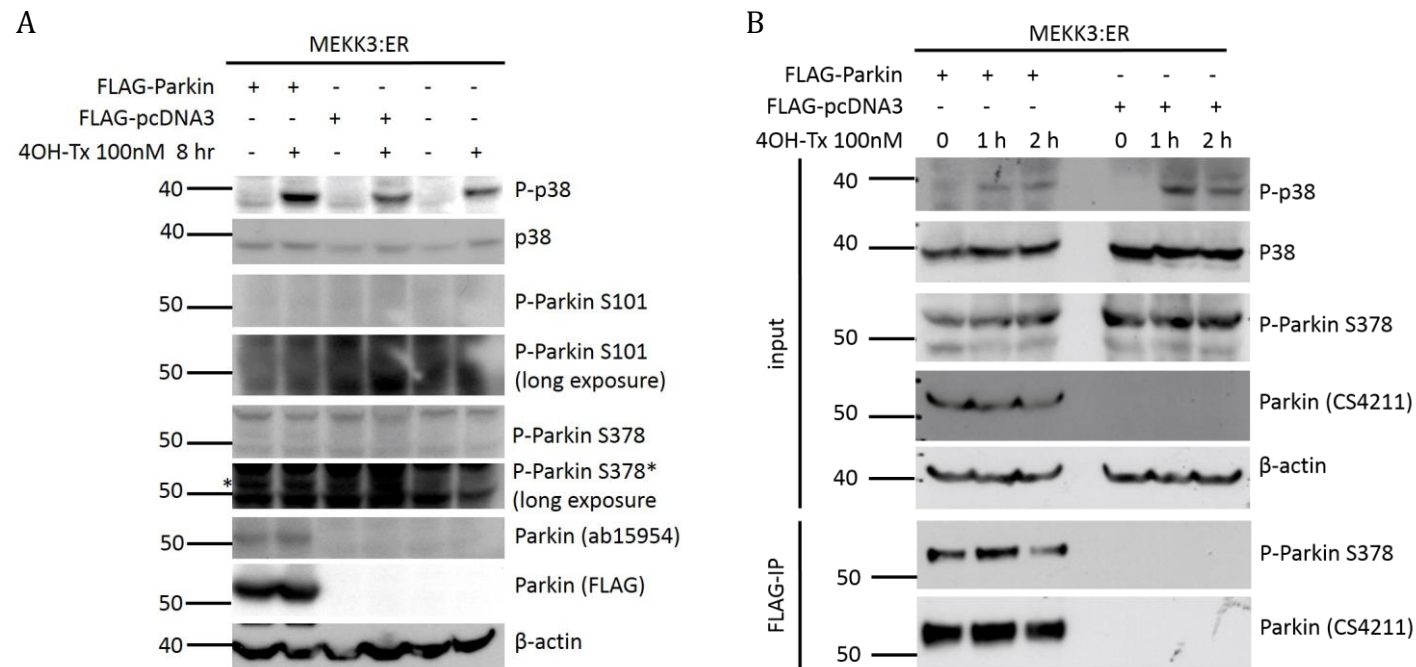 A
MEKK3:ER
FLAG-Parkin + + - - - -
FLAG-pcDNA3 - - + + - -
4OH-Tx 100nM 8 hr - + - + - +
40 P-p38
40 p38
50 P-Parkin S101
50 P-Parkin S101
(long exposure)
50 P-Parkin S378
* 50 P-Parkin S378*
(long exposure
50 Parkin (ab15954)
50 Parkin (FLAG)
40 β-actin
B
MEKK3:ER
FLAG-Parkin + + + - - -
FLAG-pcDNA3 - - - + + +
4OH-Tx 100nM 0 1 h 2 h 0 1 h 2 h
input
40 P-p38
40 P38
50 P-Parkin S378
50 Parkin (CS4211)
40 β-actin
FLAG-IP
50 P-Parkin S378
50 Parkin (CS4211)